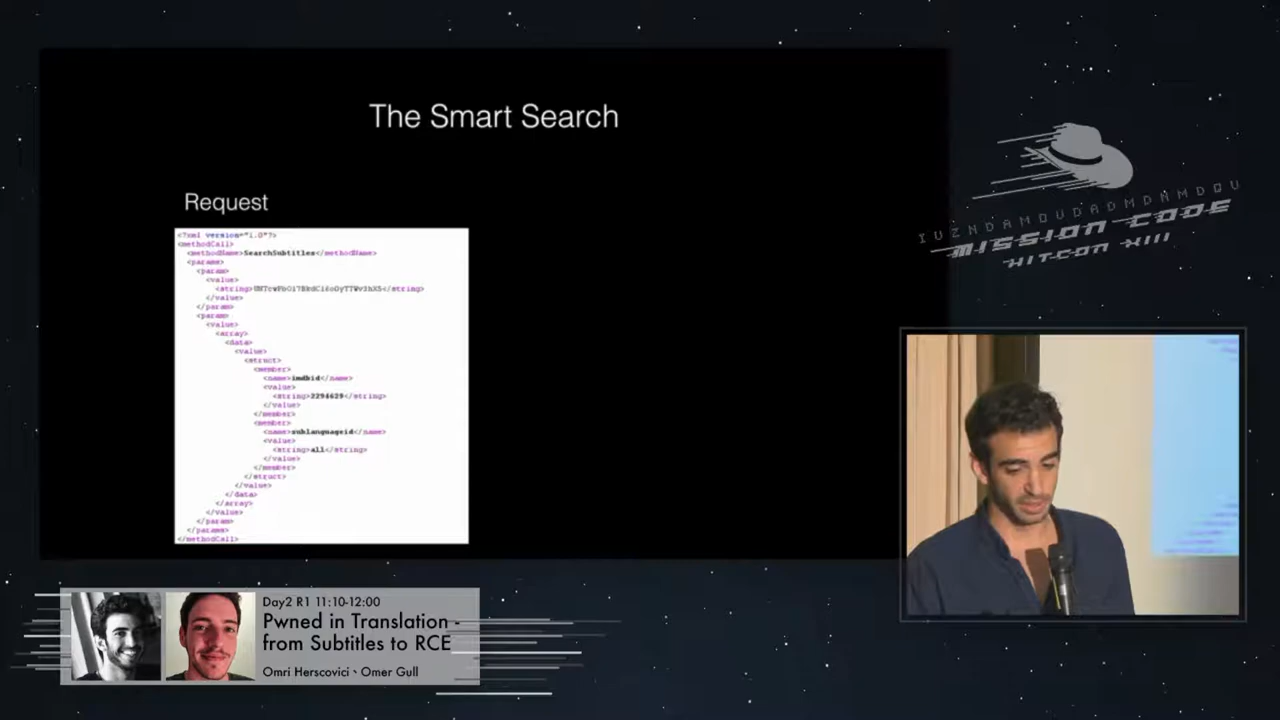 The Smart Search
Request
<?xml version="1.0"?>
<methodCall>
<methodName>SearchSubtitles</methodName>
<params>
<param>
<value>
</value>
</param>
<param>
<value>
<array>
<data>
<value>
<struct>
<member>
<name>imdbid</name>
<value>
<string>2294629</string>
</value>
</member>
<member>
<name>sublanguageid</name>
<value>
<string>all</string>
</value>
</member>
</struct>
</value>
</data>
</array>
</value>
</param>
</params>
</methodCall>
MISSION CODE
HITCON XIII
Day2 R1 11:10-12:00
Pwned in Translation -
from Subtitles to RCE
Omri Herscovici、Omer Gull